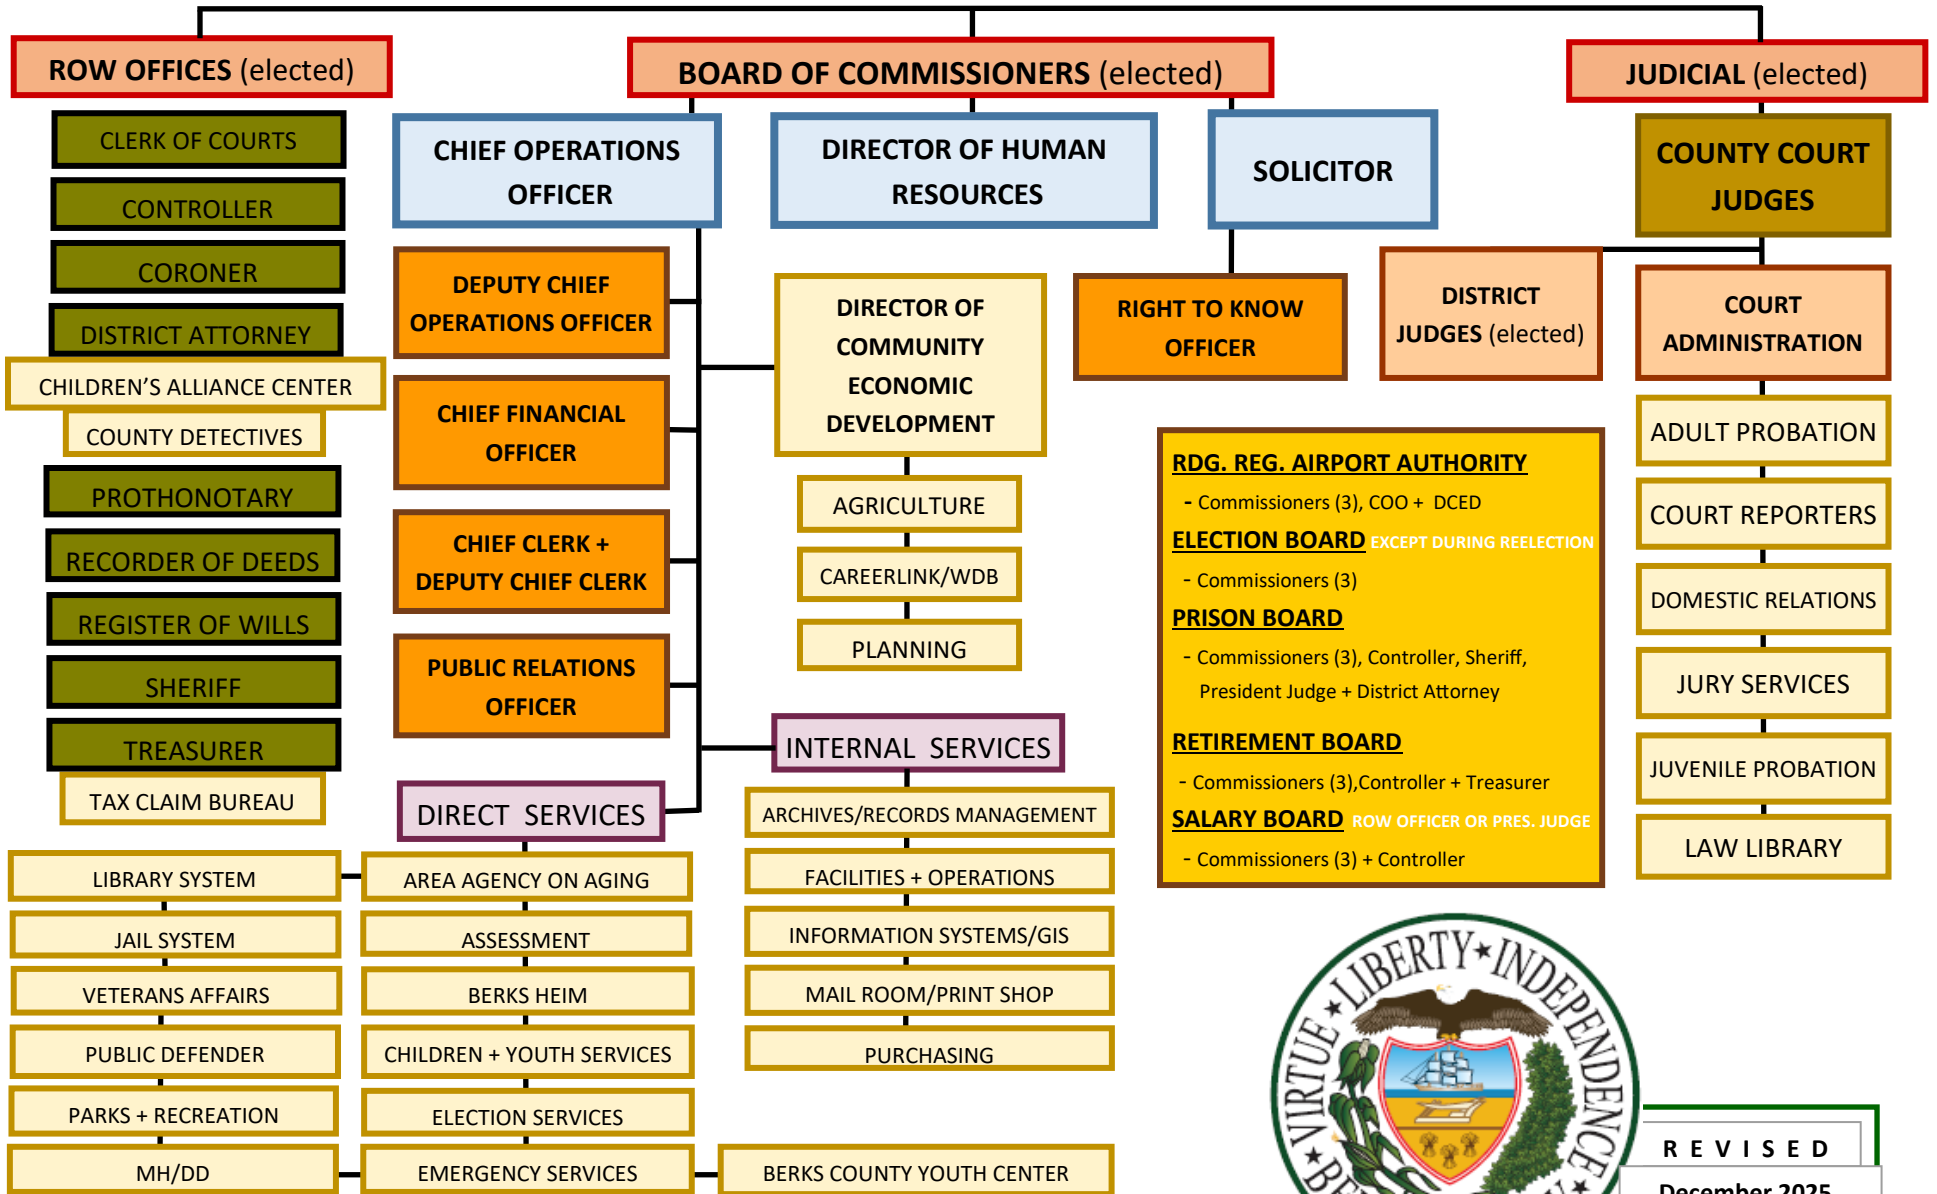 ROW OFFICES (elected)
CLERK OF COURTS
CONTROLLER
CORONER
DISTRICT ATTORNEY
CHILDREN’S ALLIANCE CENTER
COUNTY DETECTIVES
PROTHONOTARY
RECORDER OF DEEDS
REGISTER OF WILLS
SHERIFF
TREASURER
TAX CLAIM BUREAU
BOARD OF COMMISSIONERS (elected)
CHIEF OPERATIONS
OFFICER
DIRECTOR OF HUMAN
RESOURCES
SOLICITOR
DEPUTY CHIEF
OPERATIONS OFFICER
CHIEF FINANCIAL
OFFICER
CHIEF CLERK +
DEPUTY CHIEF CLERK
PUBLIC RELATIONS
OFFICER
DIRECTOR OF
COMMUNITY
ECONOMIC
DEVELOPMENT
AGRICULTURE
CAREERLINK/WDB
PLANNING
RIGHT TO KNOW
OFFICER
INTERNAL SERVICES
ARCHIVES/RECORDS MANAGEMENT
FACILITIES + OPERATIONS
INFORMATION SYSTEMS/GIS
MAIL ROOM/PRINT SHOP
PURCHASING
DIRECT SERVICES
LIBRARY SYSTEM
JAIL SYSTEM
VETERANS AFFAIRS
PUBLIC DEFENDER
PARKS + RECREATION
MH/DD
AREA AGENCY ON AGING
ASSESSMENT
BERKS HEIM
CHILDREN + YOUTH SERVICES
ELECTION SERVICES
EMERGENCY SERVICES
BERKS COUNTY YOUTH CENTER
JUDICIAL (elected)
COUNTY COURT
JUDGES
DISTRICT
JUDGES (elected)
COURT
ADMINISTRATION
ADULT PROBATION
COURT REPORTERS
DOMESTIC RELATIONS
JURY SERVICES
JUVENILE PROBATION
LAW LIBRARY
RDG. REG. AIRPORT AUTHORITY
- Commissioners (3), COO + DCED
ELECTION BOARD EXCEPT DURING REELECTION
- Commissioners (3)
PRISON BOARD
- Commissioners (3), Controller, Sheriff,
President Judge + District Attorney
RETIREMENT BOARD
- Commissioners (3),Controller + Treasurer
SALARY BOARD ROW OFFICER OR PRES. JUDGE
- Commissioners (3) + Controller
VIRTUE ★ LIBERTY ★ INDEPENDENCE
REVISED
December 2025